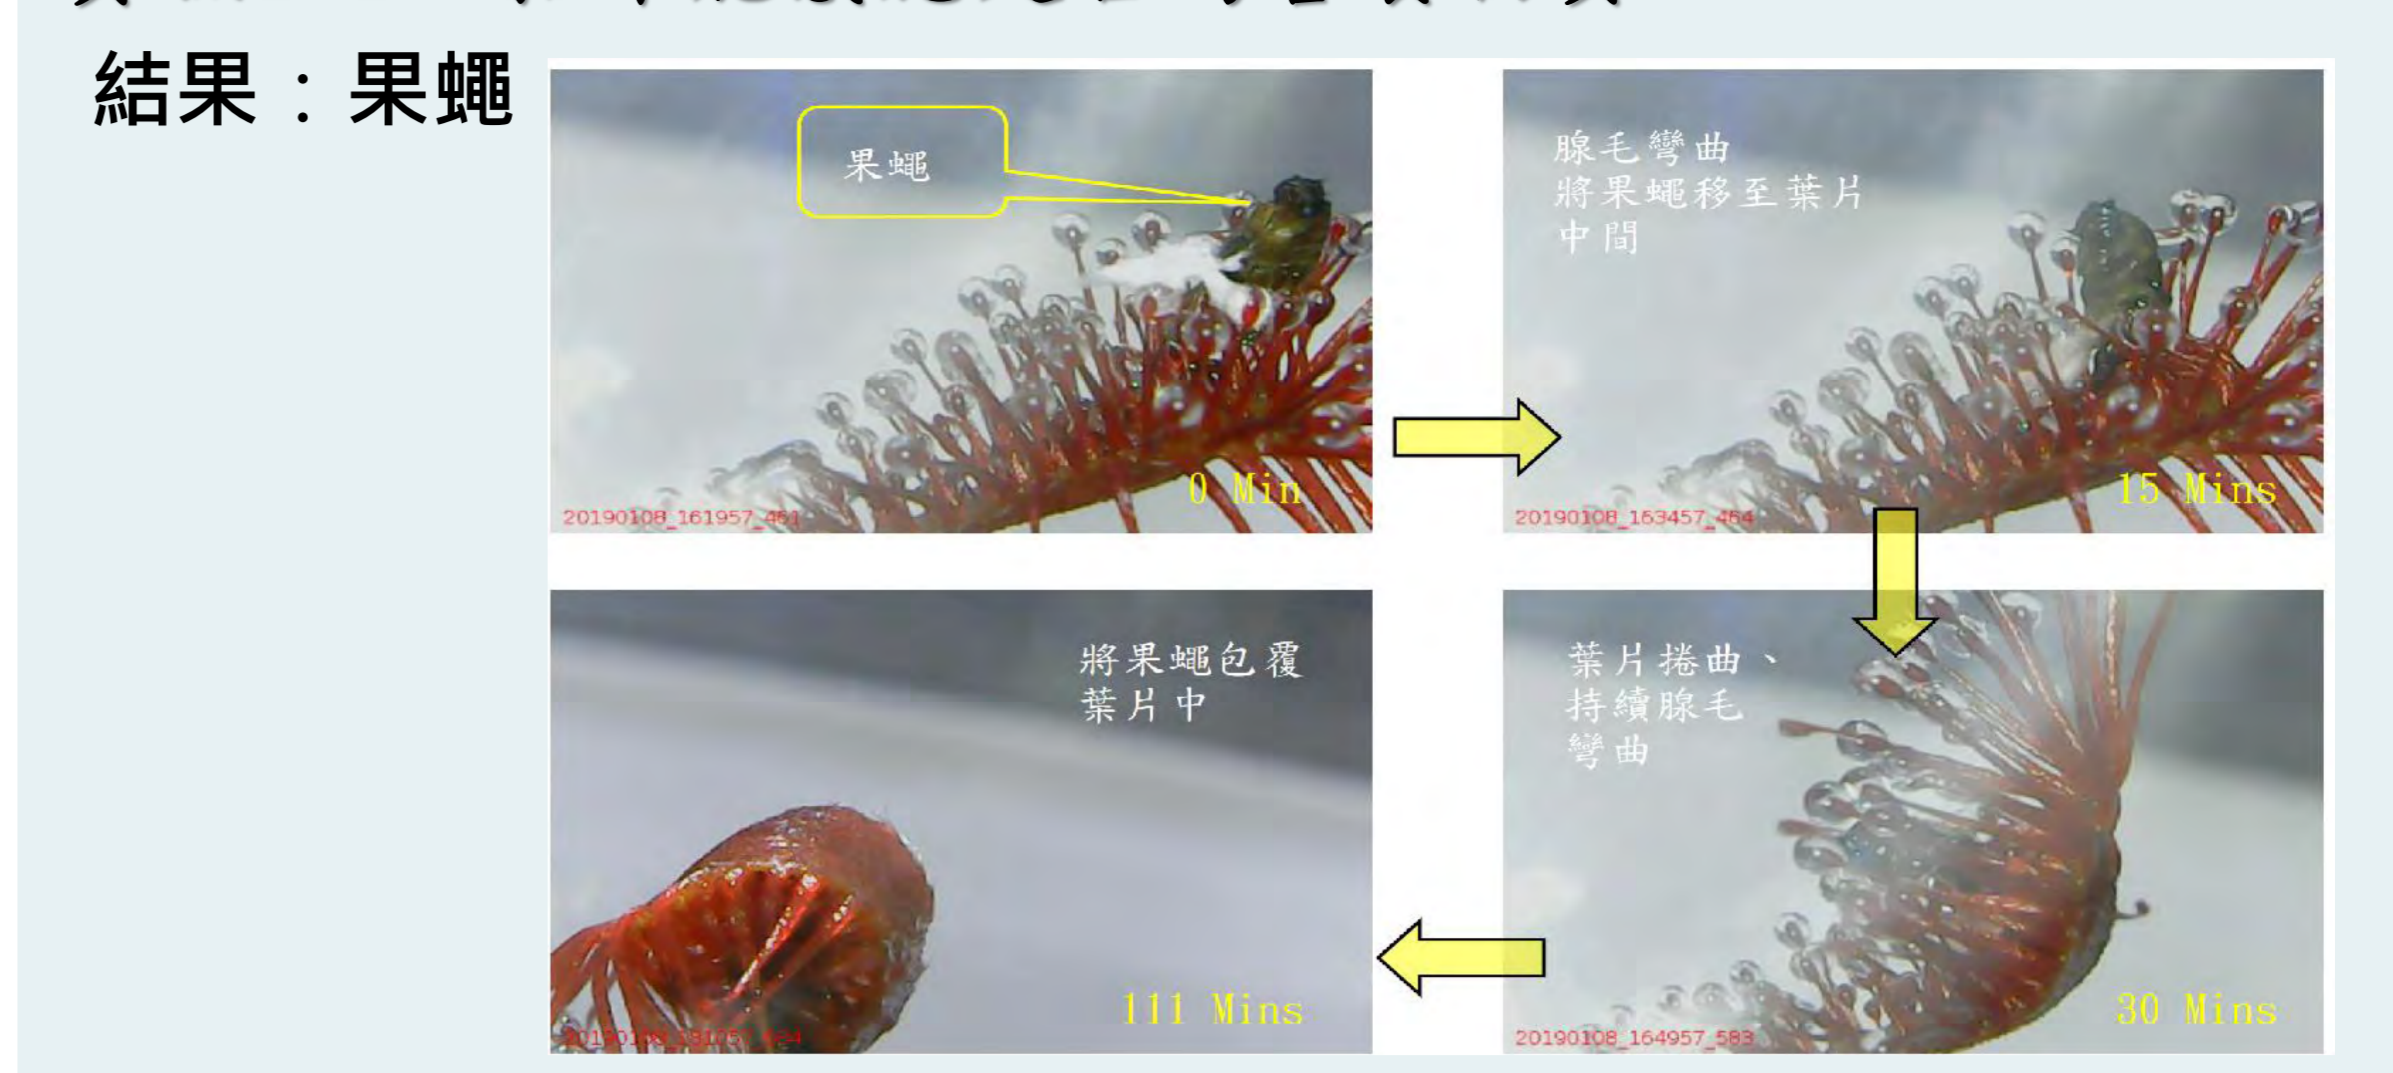 結果：果蠅
果蠅
0 Min
20190108_161957_461
腺毛彎曲
將果蠅移至葉片
中間
15 Mins
20190108_163457_464
葉片捲曲、
持續腺毛
彎曲
30 Mins
20190108_164957_583
將果蠅包覆
葉片中
111 Mins